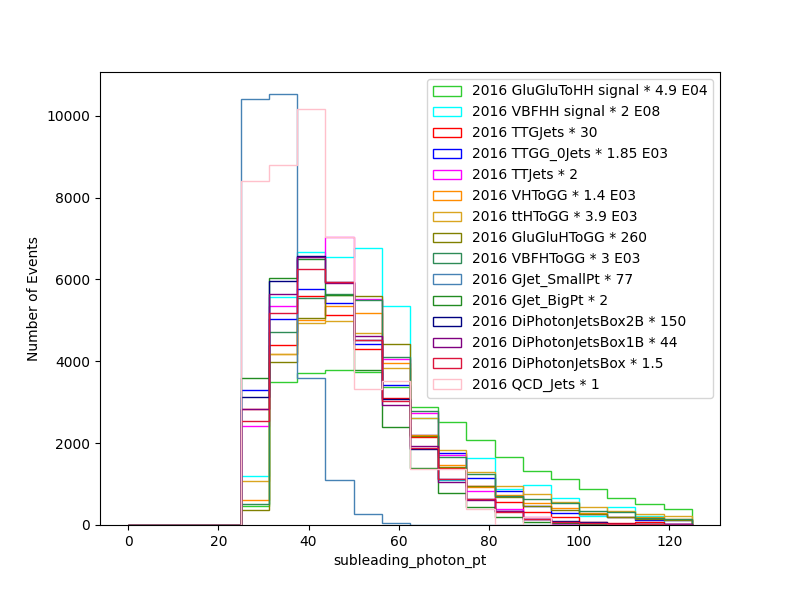 10000
8000
6000
4000
2000
0
Number of Events
0 20 40 60 80 100 120
subleading_photon_pt
2016 GluGluToHH signal * 4.9 E04
2016 VBFHH signal * 2 E08
2016 TTGJets * 30
2016 TTGG_0Jets * 1.85 E03
2016 TTJets * 2
2016 VHToGG * 1.4 E03
2016 ttHToGG * 3.9 E03
2016 GluGluHToGG * 260
2016 VBFHToGG * 3 E03
2016 GJet_SmallPt * 77
2016 GJet_BigPt * 2
2016 DiPhotonJetsBox2B * 150
2016 DiPhotonJetsBox1B * 44
2016 DiPhotonJetsBox * 1.5
2016 QCD_Jets * 1